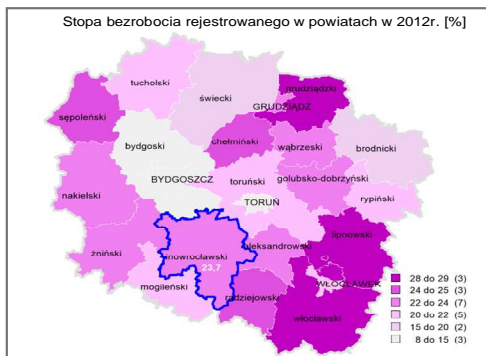 Stopa bezrobocia rejestrowanego w powiatach w 2012r. [%]
tucholski
grudziądzki
świecki
GRUDZIĄDZ
sępoleński
chełmiński
wąbrzeski
bydgoski
brodnicki
BYDGOSZCZ
toruński
golubsko-dobrzyński
nakielski
TORUŃ
rypiński
lipnowski
aleksandrowski
żniński
inowrocławski
23,7
WŁOCŁAWEK
mogileński
radziejowski
włocławski
28 do 29 (3)
24 do 25 (3)
22 do 24 (7)
20 do 22 (5)
15 do 20 (2)
8 do 15 (3)